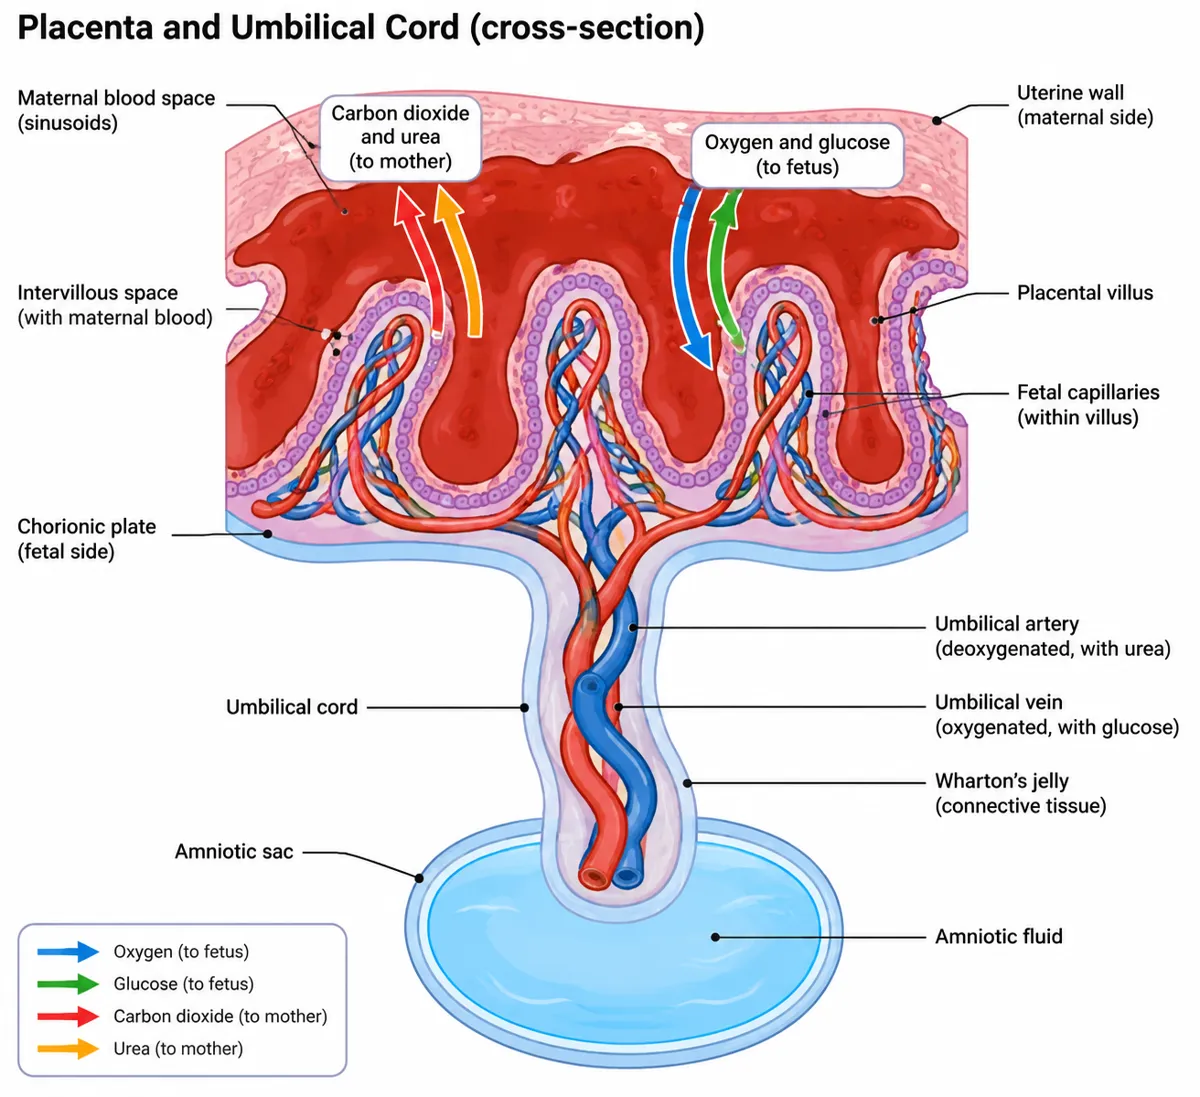 Placenta and Umbilical Cord (cross-section)
Maternal blood space
(sinusoids)
Carbon dioxide
and urea
(to mother)
Oxygen and glucose
(to fetus)
Uterine wall
(maternal side)
Intervillous space
(with maternal blood)
Placental villus
Fetal capillaries
(within villus)
Chorionic plate
(fetal side)
Umbilical artery
(deoxygenated, with urea)
Umbilical cord
Umbilical vein
(oxygenated, with glucose)
Wharton's jelly
(connective tissue)
Amniotic sac
Amniotic fluid
Oxygen (to fetus)
Glucose (to fetus)
Carbon dioxide (to mother)
Urea (to mother)